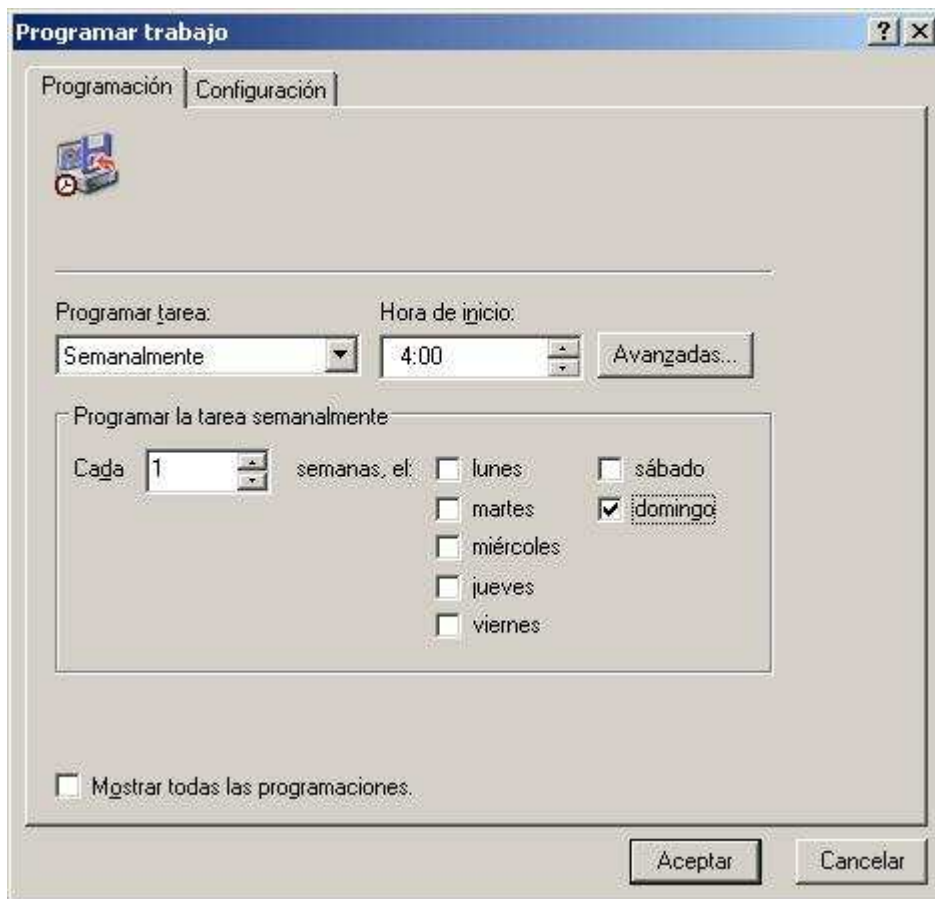 Programar trabajo
Programación Configuración
Programar tarea: Hora de inicio:
Semanalmente 4:00 Avanzadas...
Programar la tarea semanalmente
Cada 1 semanas, el: lunes sábado
martes domingo
miércoles
jueves
viernes
Mostrar todas las programaciones.
Aceptar Cancelar